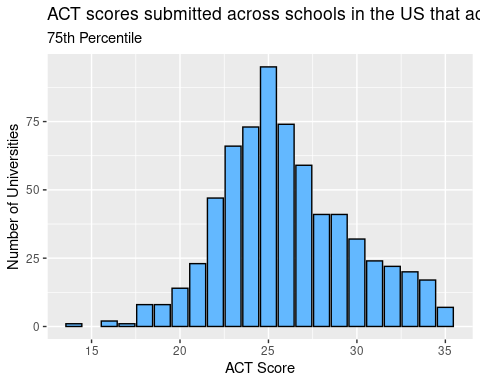 ACT scores submitted across schools in the US that
75th Percentile
Number of Universities
75
50
25
0
15
20
25
30
35
ACT Score